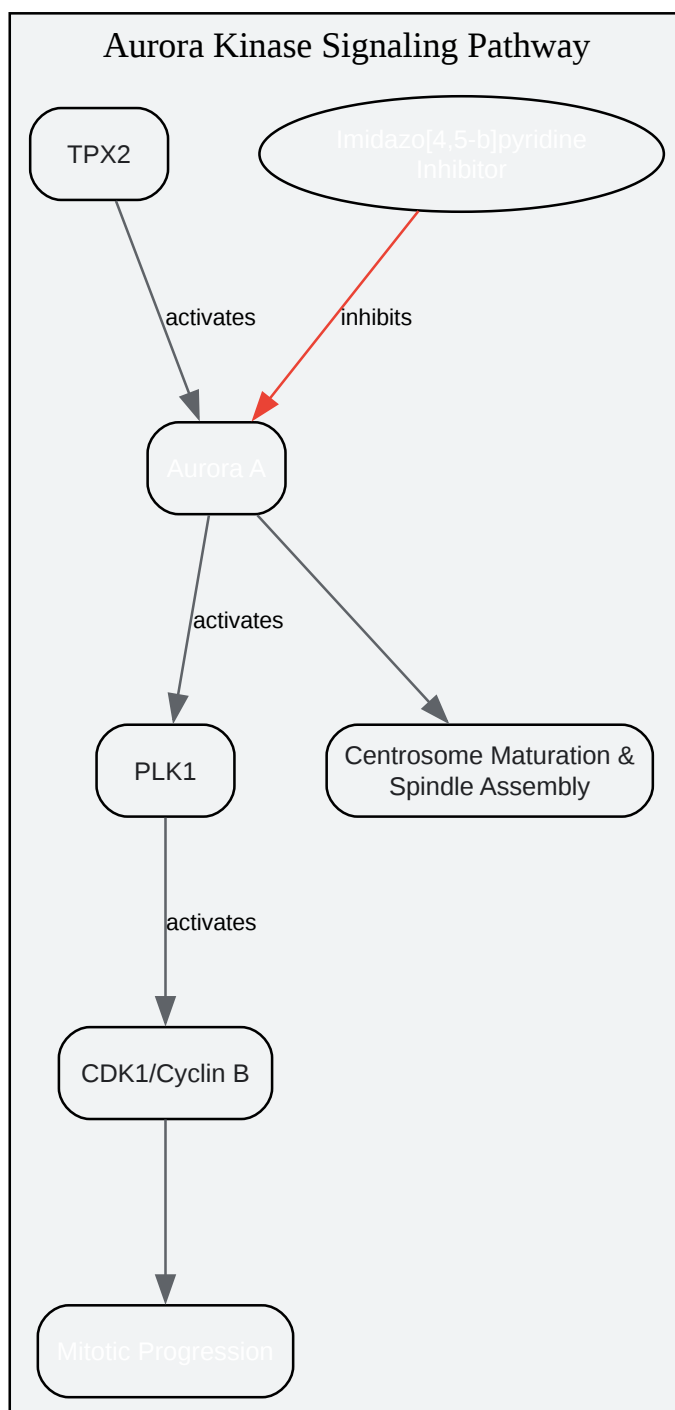 Aurora Kinase Signaling Pathway
TPX2
Imidazo[4,5-b]pyridine
Inhibitor
activates
inhibits
Aurora A
activates
PLK1
Centrosome Maturation &
Spindle Assembly
activates
CDK1/Cyclin B
Mitotic Progression